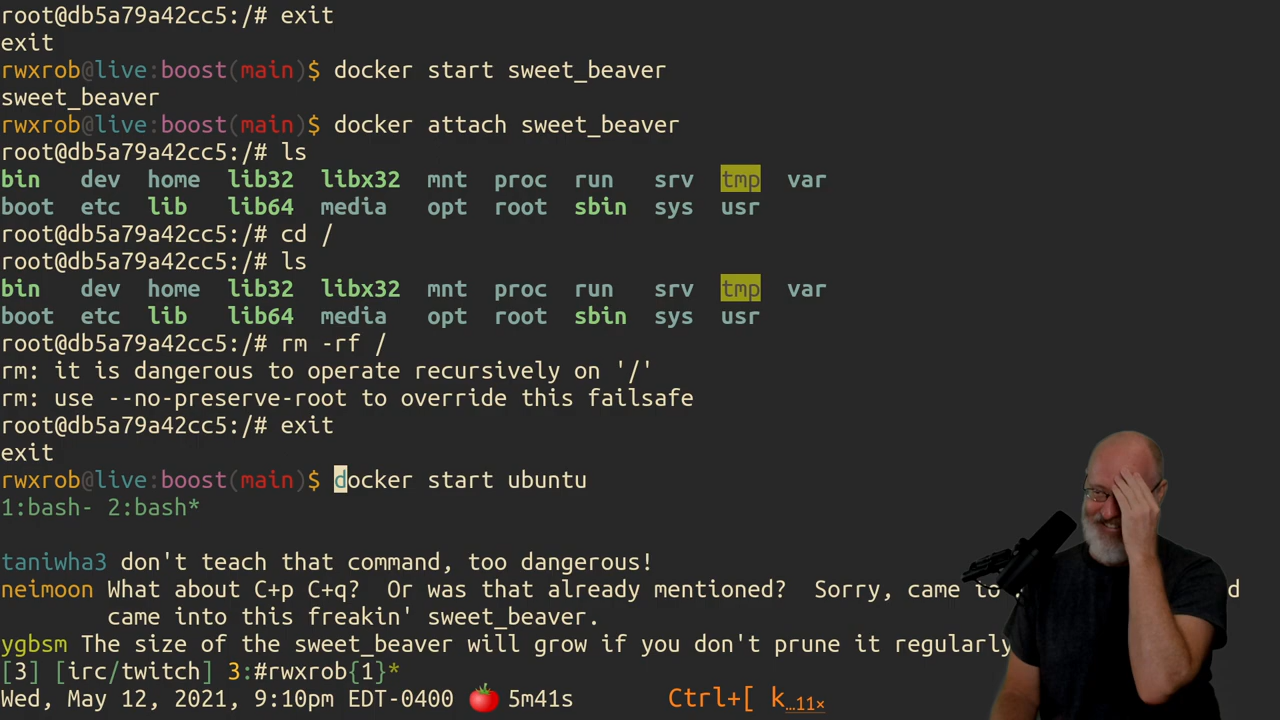 root@db5a79a42cc5:/# exit
exit
rwxrob@live:boost(main)$ docker start sweet_beaver
sweet_beaver
rwxrob@live:boost(main)$ docker attach sweet_beaver
root@db5a79a42cc5:/# ls
bin dev home lib32 libx32 mnt proc run srv tmp var
boot etc lib lib64 media opt root sbin sys usr
root@db5a79a42cc5:/# cd /
root@db5a79a42cc5:/# ls
bin dev home lib32 libx32 mnt proc run srv tmp var
boot etc lib lib64 media opt root sbin sys usr
root@db5a79a42cc5:/# rm -rf /
rm: it is dangerous to operate recursively on '/'
rm: use --no-preserve-root to override this failsafe
root@db5a79a42cc5:/# exit
exit
rwxrob@live:boost(main)$ docker start ubuntu
1:bash- 2:bash*
taniwha3 don't teach that command, too dangerous!
neimoon What about C+p C+q? Or was that already mentioned? Sorry, came to
came into this freakin' sweet_beaver.
ygbsm The size of the sweet_beaver will grow if you don't prune it regularly
[3] [irc/twitch] 3:#rwxrob{1}*
Wed, May 12, 2021, 9:10pm EDT-0400 🍅 5m41s Ctrl+[ k…11×